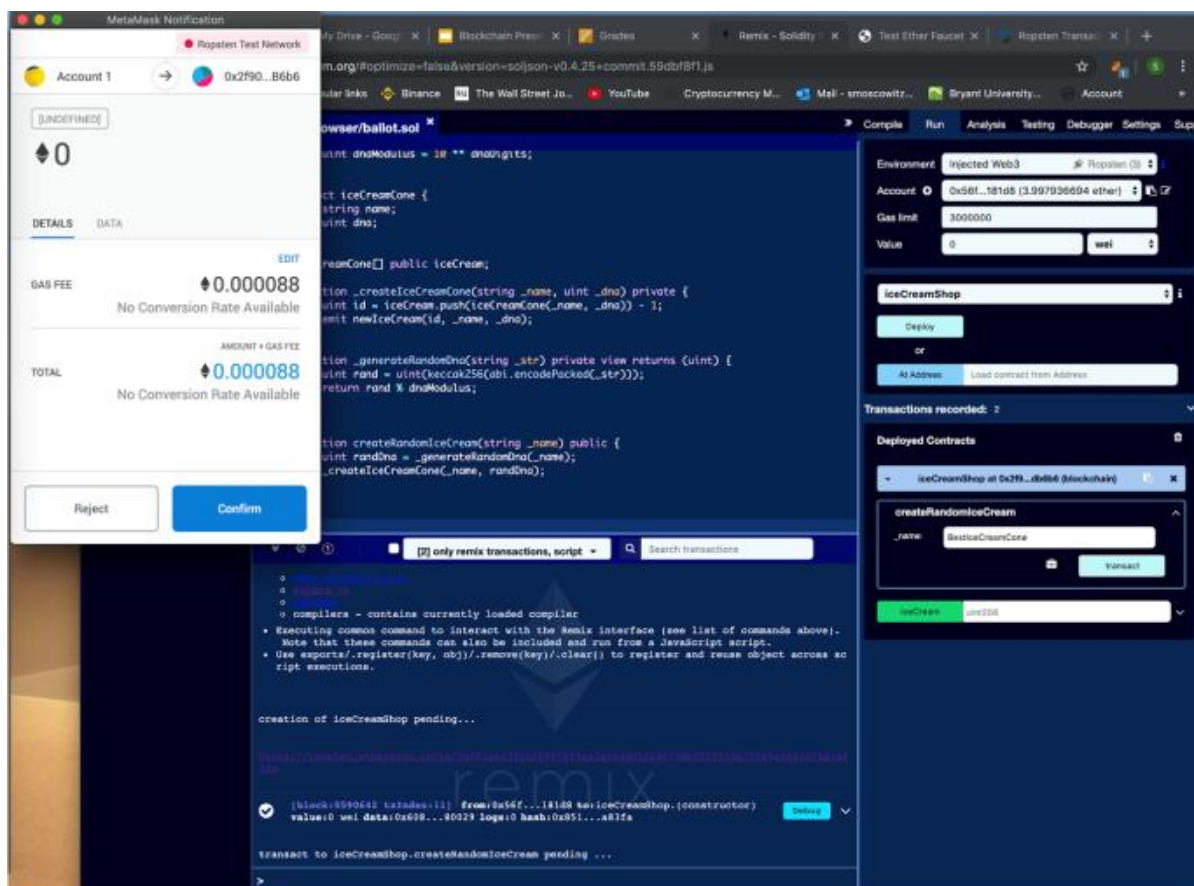 MetaMask Notification
Ropsten Test Network
Account 1
0x2f90...B6b6
[UNDEFINED]
0
DETAILS DATA
EDIT
GAS FEE 0.000088
No Conversion Rate Available
AMOUNT + GAS FEE
TOTAL 0.000088
No Conversion Rate Available
Reject Confirm
My Drive - Goog
Blockchain Pres
Grades
Remix - Solidity
Test Ether Faucet
Ropsten Transac
m.org/#optimize=false&version=soljson-v0.4.25+commit.59dbf8f1.js
ular links Binance The Wall Street Jo... YouTube Cryptocurrency M... Mail - smoscowitz... Bryant University... Account
owser/ballot.sol
uint dnaModulus = 10 ** dnaDigits;
ct iceCreamCone {
string name;
uint dna;
reamCone[] public iceCream;
tion _createIceCreamCone(string _name, uint _dna) private {
uint id = iceCream.push(iceCreamCone(_name, _dna)) - 1;
emit newIceCream(id, _name, _dna);
tion _generateRandomDna(string _str) private view returns (uint) {
uint rand = uint(keccak256(abi.encodePacked(_str)));
return rand % dnaModulus;
tion createRandomIceCream(string _name) public {
uint randDna = _generateRandomDna(_name);
_createIceCreamCone(_name, randDna);
[2] only remix transactions, script
Search transactions
compilers - contains currently loaded compiler
Executing common command to interact with the Remix interface (see list of commands above).
Note that these commands can also be included and run from a JavaScript script.
Use exports/.register(key, obj)/.remove(key)/.clear() to register and reuse object across sc
ript executions.
creation of iceCreamShop pending...
remix
[block:5590642 txIndex:11] from:0x56f...181d8 to:iceCreamShop.(constructor)
value:0 wei data:0x608...80029 logs:0 hash:0x851...a83fa
Debug
transact to iceCreamShop.createRandomIceCream pending ...
>
Compile Run Analysis Testing Debugger Settings Sup
Environment Injected Web3 Ropsten (3)
Account 0x56f...181d8 (3.997936694 ether)
Gas limit 3000000
Value 0 wei
iceCreamShop
Deploy
or
At Address Load contract from Address
Transactions recorded: 2
Deployed Contracts
iceCreamShop at 0x2f9...db6b6 (blockchain)
createRandomIceCream
_name: BestIceCreamCone
transact
iceCream uint256